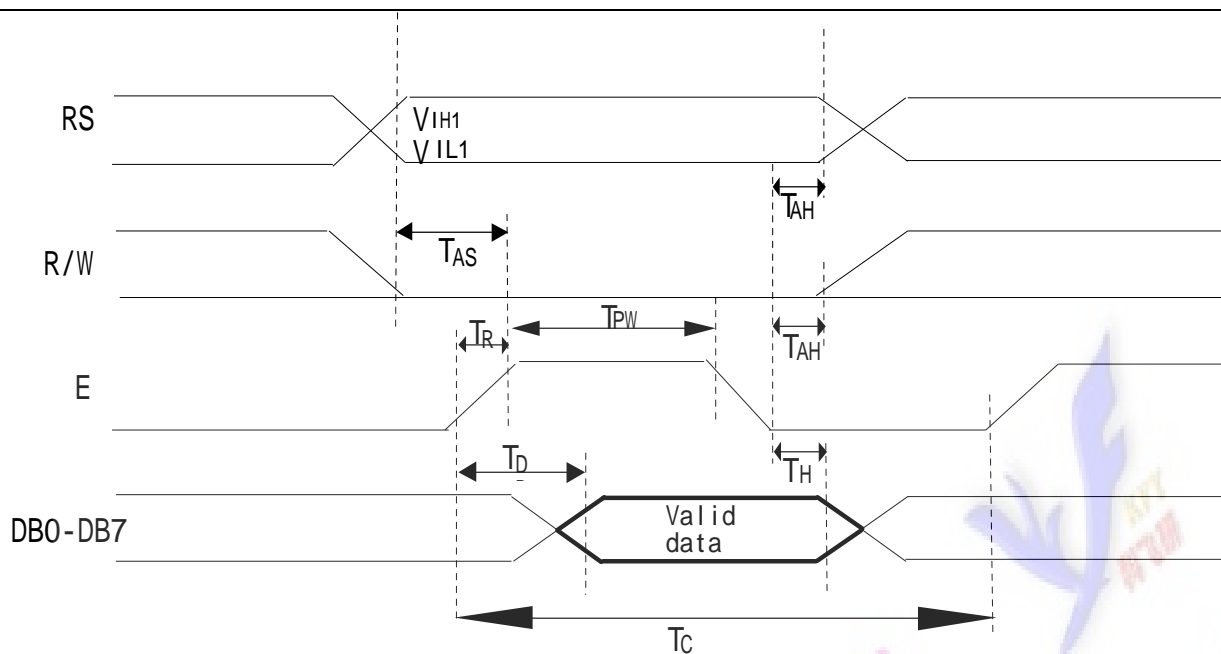 RS
VIH1
VIL1
TAH
TAS
R/W
TPW
TR
TAH
E
TD
TH
Valid
data
DB0-DB7
TC